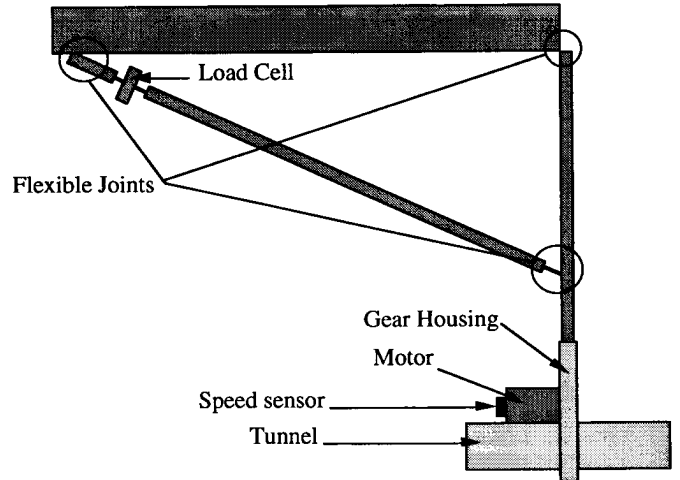 Load Cell
Flexible Joints
Gear Housing
Motor
Speed sensor
Tunnel